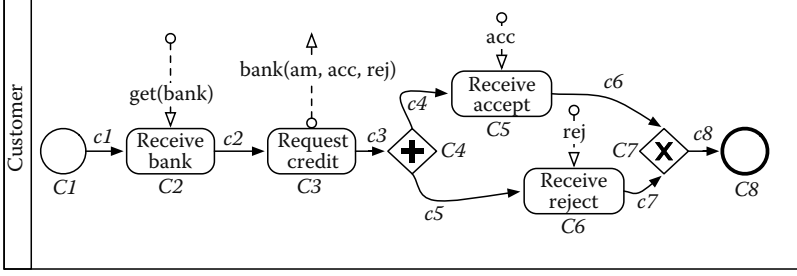 Customer
C1
c1
get(bank)
Receive
bank
C2
c2
bank(am, acc, rej)
Request
credit
C3
c3
C4
c4
c5
acc
Receive
accept
C5
c6
rej
Receive
reject
C6
c7
C7
X
c8
C8